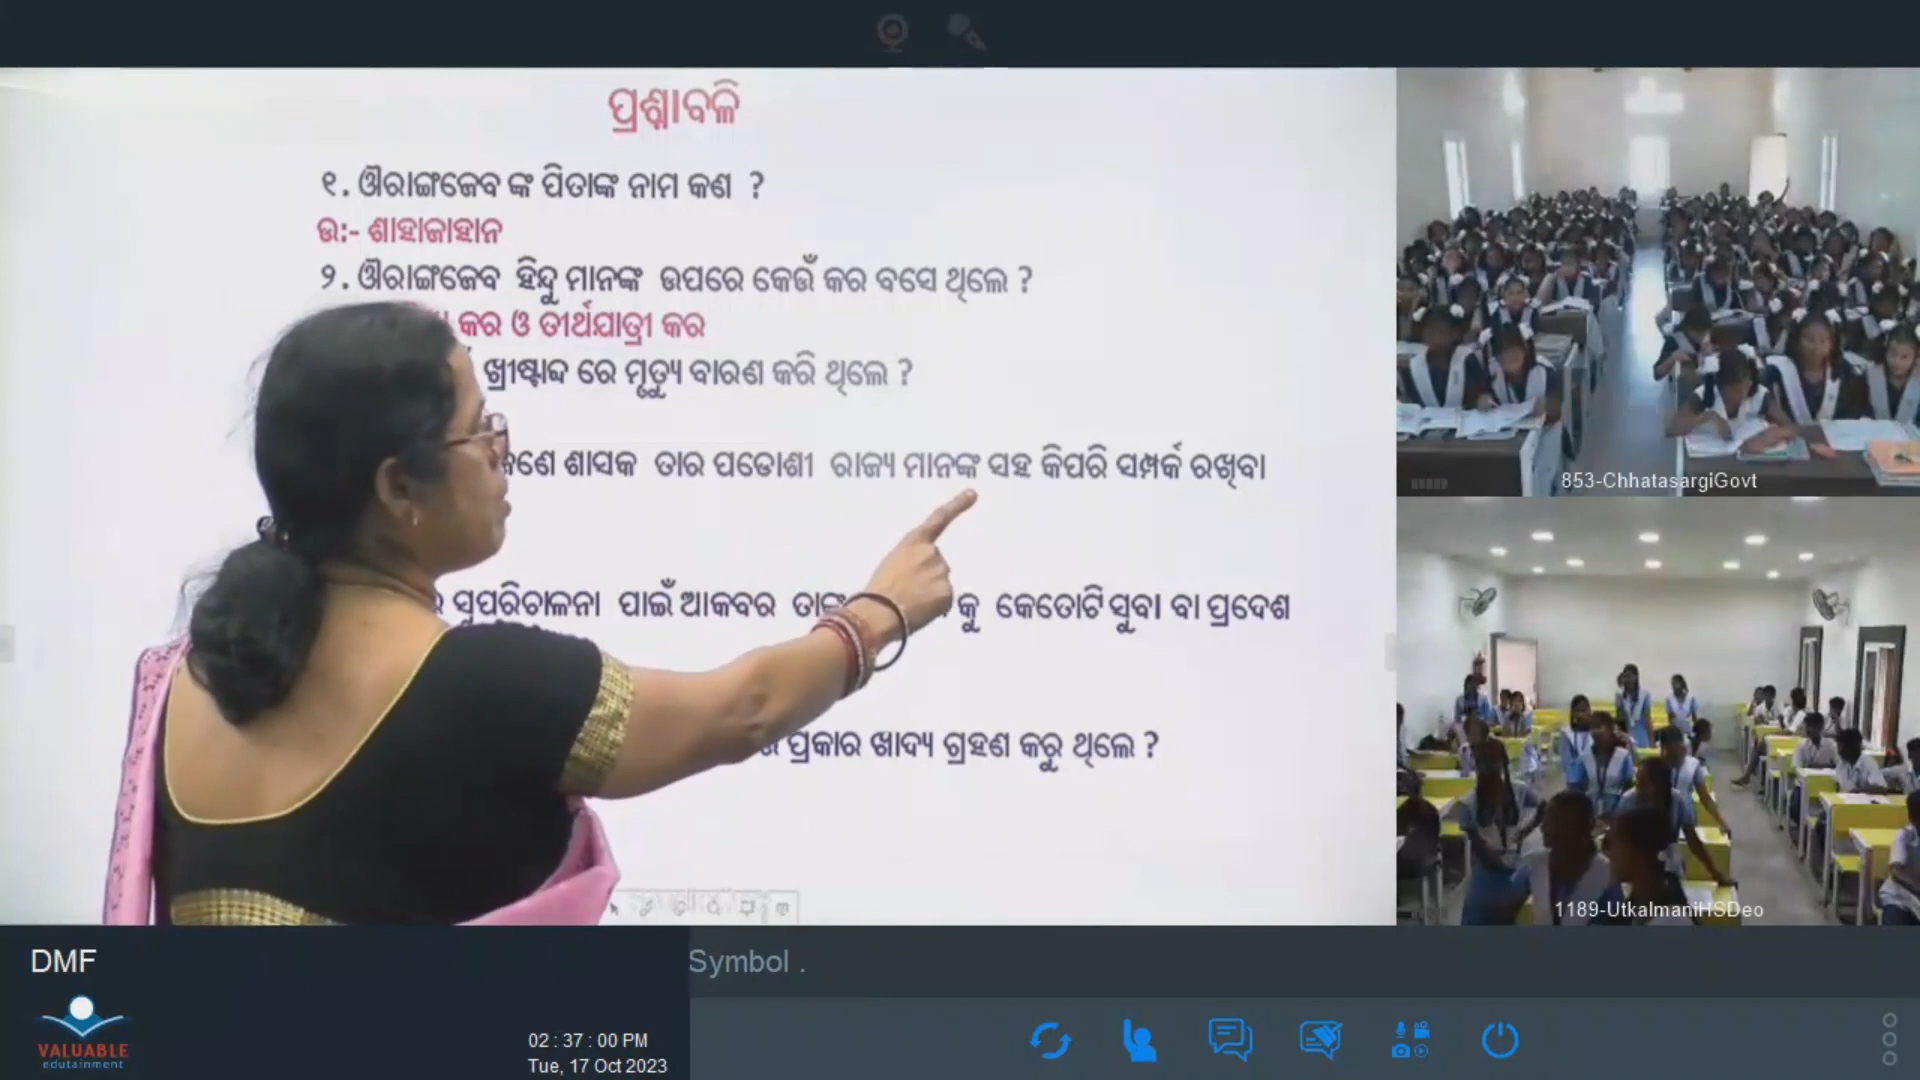 ପ୍ରଶ୍ନାବଳି
୧. ଔରାଙ୍ଗଜେବ ଙ୍କ ପିତାଙ୍କ ନାମ କଣ ?
ଉ:- ଶାହାଜାହାନ
୨. ଔରାଙ୍ଗଜେବ ହିନ୍ଦୁ ମାନଙ୍କ ଉପରେ କେଉଁ କର ବସେ ଥିଲେ ?
କର ଓ ତୀର୍ଥଯାତ୍ରୀ କର
ଖ୍ରୀଷ୍ଟାବ୍ଦ ରେ ମୃତ୍ୟୁ ବାରଣ କରି ଥିଲେ ?
ଶାସକ ତାର ପଡୋଶୀ ରାଜ୍ୟ ମାନଙ୍କ ସହ କିପରି ସମ୍ପର୍କ ରଖିବା
ସୁପରିଚାଳନା ପାଇଁ ଆକବର କୁ କେତୋଟି ସୁବା ବା ପ୍ରଦେଶ
ପ୍ରକାର ଖାଦ୍ୟ ଗ୍ରହଣ କରୁ ଥିଲେ ?
853-ChhatasargiGovt
1189-UtkalmaniHSDeo
DMF
Symbol .
VALUABLE
edutainment
02 : 37 : 00 PM
Tue, 17 Oct 2023